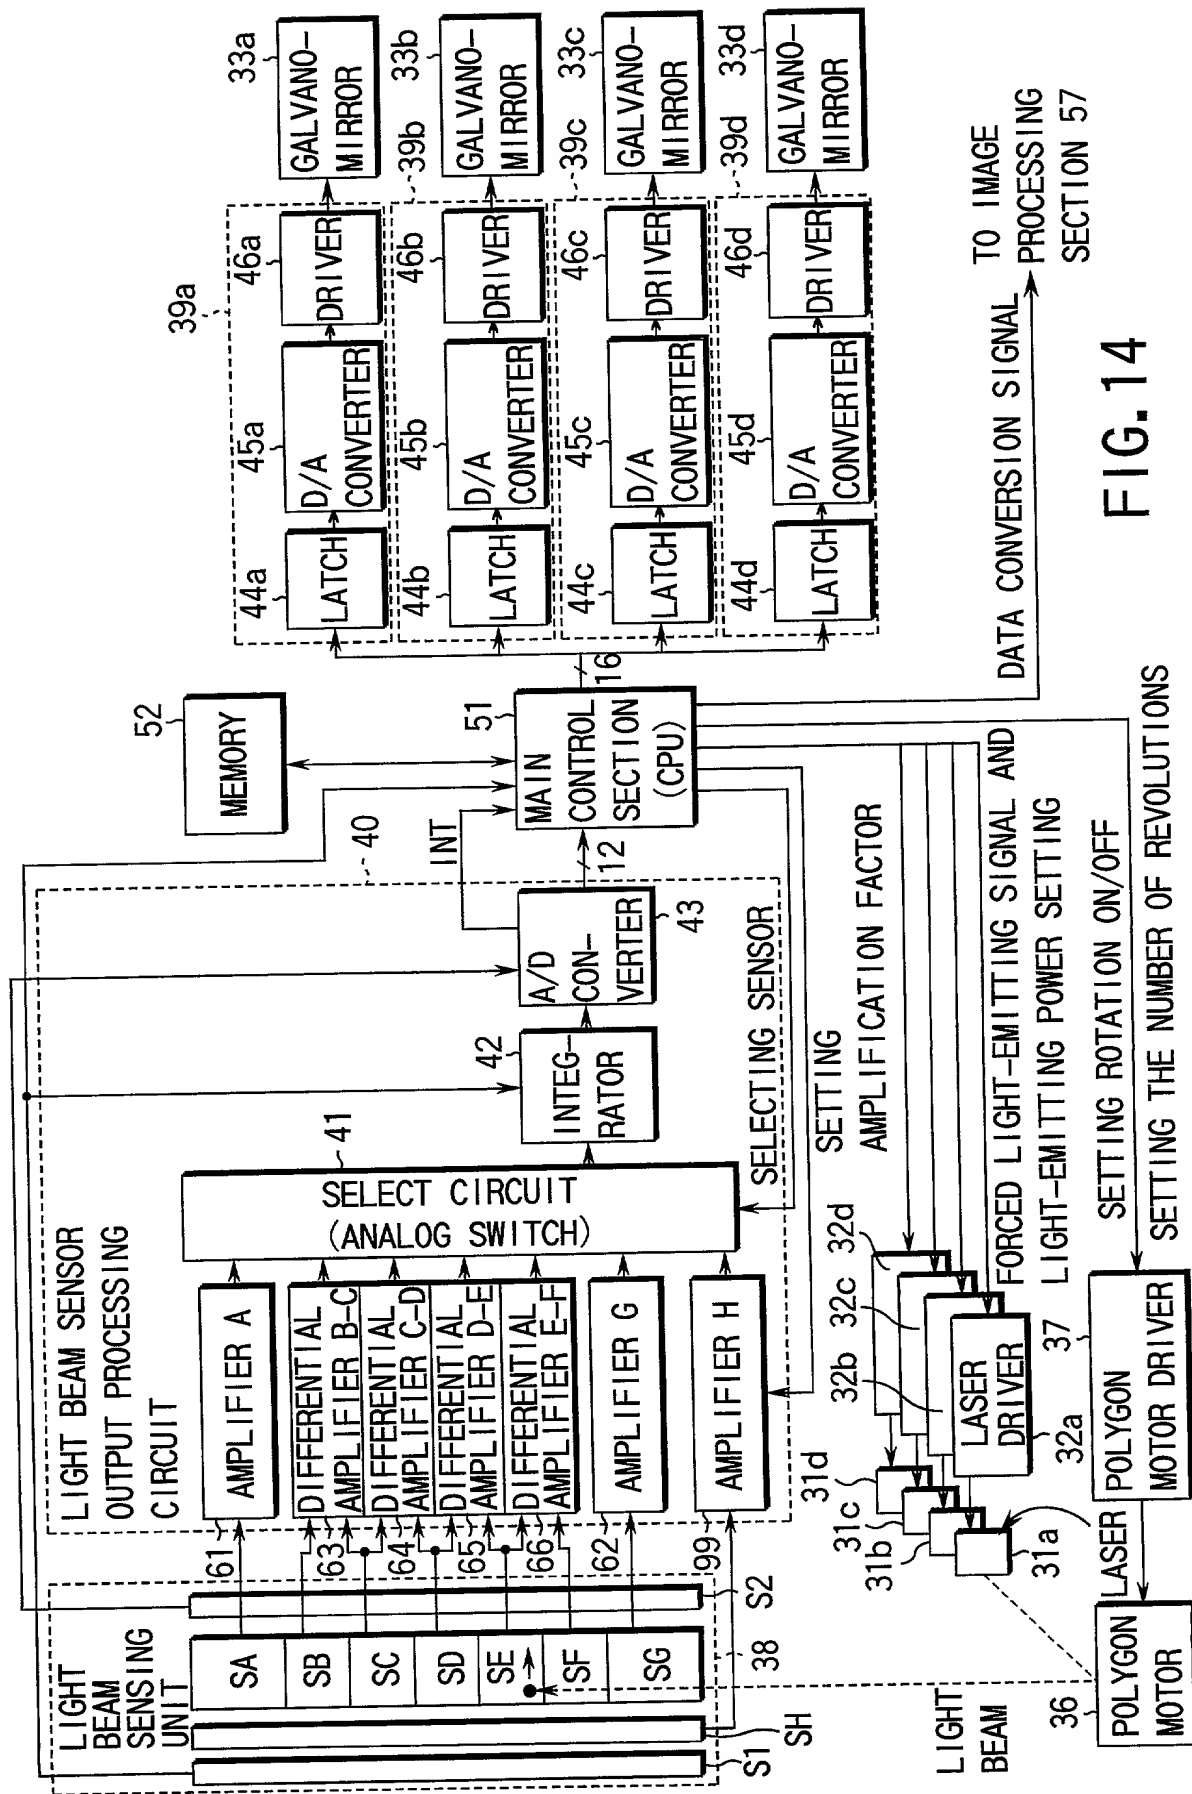 LIGHT
BEAM
SENSING
UNIT
S1
SH
SA
SB
SC
SD
SE
SF
SG
38
S2
LIGHT BEAM SENSOR
OUTPUT PROCESSING
CIRCUIT
40
61
AMPLIFIER A
63
DIFFERENTIAL
AMPLIFIER B-C
64
DIFFERENTIAL
AMPLIFIER C-D
65
DIFFERENTIAL
AMPLIFIER D-E
66
DIFFERENTIAL
AMPLIFIER E-F
62
AMPLIFIER G
99
AMPLIFIER H
41
SELECT CIRCUIT
(ANALOG SWITCH)
42
INTEG-
RATOR
A/D
CON-
VERTER
43
INT
12
SELECTING SENSOR
SETTING
AMPLIFICATION FACTOR
52
MEMORY
51
MAIN
CONTROL
SECTION
(CPU)
16
39a
44a
LATCH
45a
D/A
CONVERTER
46a
DRIVER
33a
GALVANO-
MIRROR
39b
44b
LATCH
45b
D/A
CONVERTER
46b
DRIVER
33b
GALVANO-
MIRROR
39c
44c
LATCH
45c
D/A
CONVERTER
46c
DRIVER
33c
GALVANO-
MIRROR
39d
44d
LATCH
45d
D/A
CONVERTER
46d
DRIVER
33d
GALVANO-
MIRROR
DATA CONVERSION SIGNAL
TO IMAGE
PROCESSING
SECTION 57
FORCED LIGHT-EMITTING SIGNAL AND
LIGHT-EMITTING POWER SETTING
SETTING ROTATION ON/OFF
SETTING THE NUMBER OF REVOLUTIONS
32d
32c
32b
LASER
DRIVER
32a
31d
31c
31b
31a
LASER
37
POLYGON
MOTOR DRIVER
36
POLYGON
MOTOR
LIGHT
BEAM
FIG.14